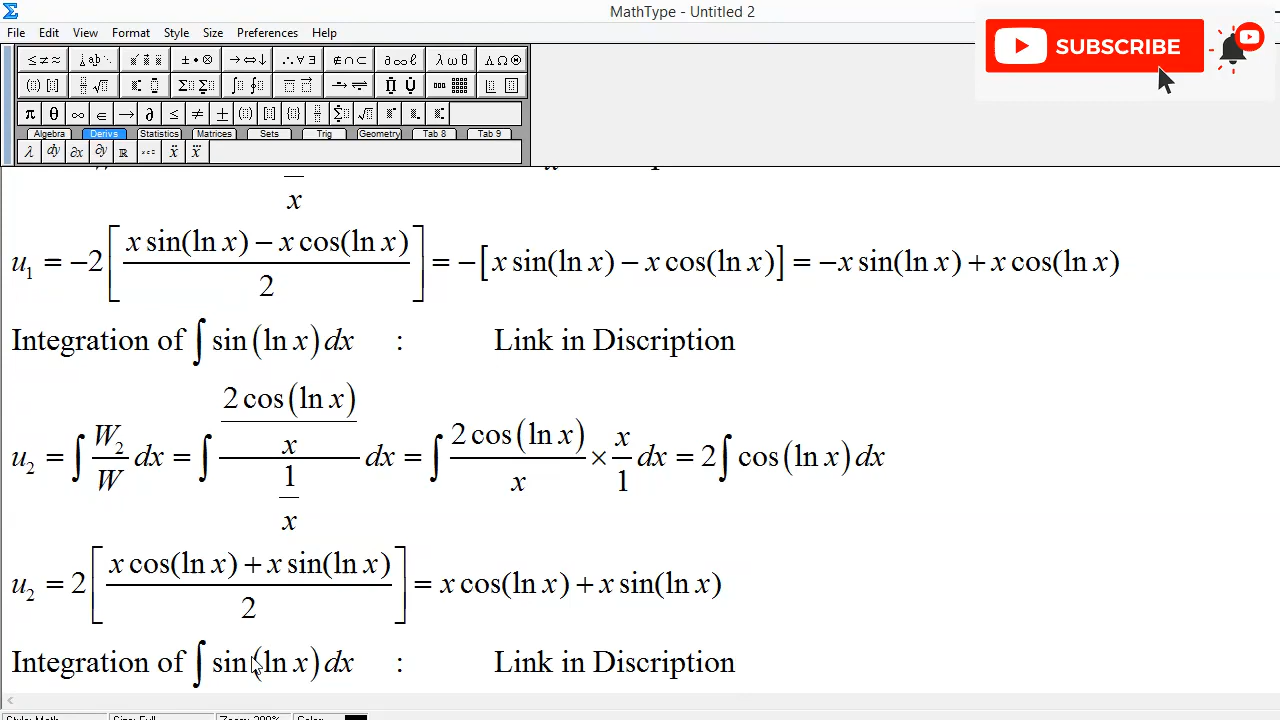 MathType - Untitled 2
File Edit View Format Style Size Preferences Help
SUBSCRIBE
Algebra Derivs Statistics Matrices Sets Trig Geometry Tab 8 Tab 9
x
u₁ = −2[(x sin(ln x) − x cos(ln x))/2] = −[x sin(ln x) − x cos(ln x)] = −x sin(ln x) + x cos(ln x)
Integration of ∫ sin(ln x) dx : Link in Discription
u₂ = ∫ W₂/W dx = ∫ (2 cos(ln x)/x)/(1/x) dx = ∫ 2 cos(ln x)/x × x/1 dx = 2∫ cos(ln x) dx
u₂ = 2[(x cos(ln x) + x sin(ln x))/2] = x cos(ln x) + x sin(ln x)
Integration of ∫ sin(ln x) dx : Link in Discription